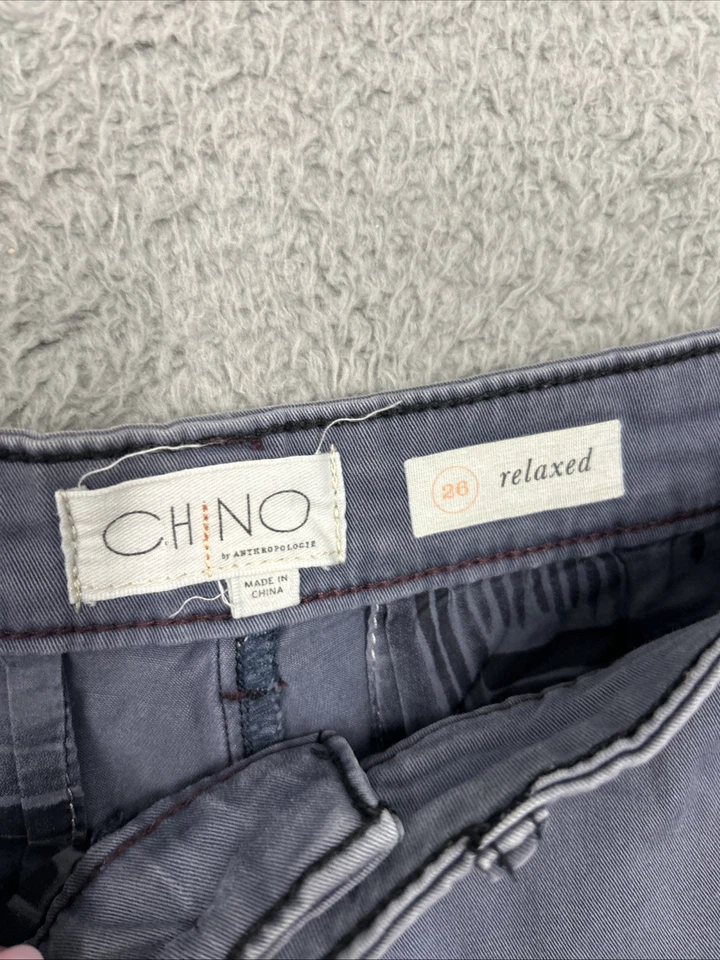 CHINO
by ANTHROPOLOGIE
MADE IN
CHINA
26 relaxed